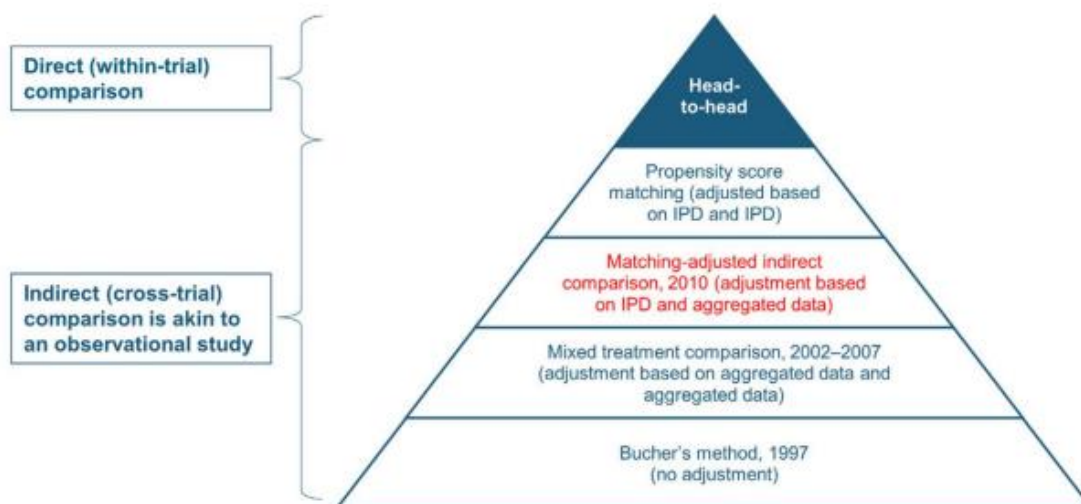 Direct (within-trial)
comparison
Head-
to-head
Propensity score
matching (adjusted based
on IPD and IPD)
Matching-adjusted indirect
comparison, 2010 (adjustment based
on IPD and aggregated data)
Indirect (cross-trial)
comparison is akin to
an observational study
Mixed treatment comparison, 2002–2007
(adjustment based on aggregated data and
aggregated data)
Bucher's method, 1997
(no adjustment)